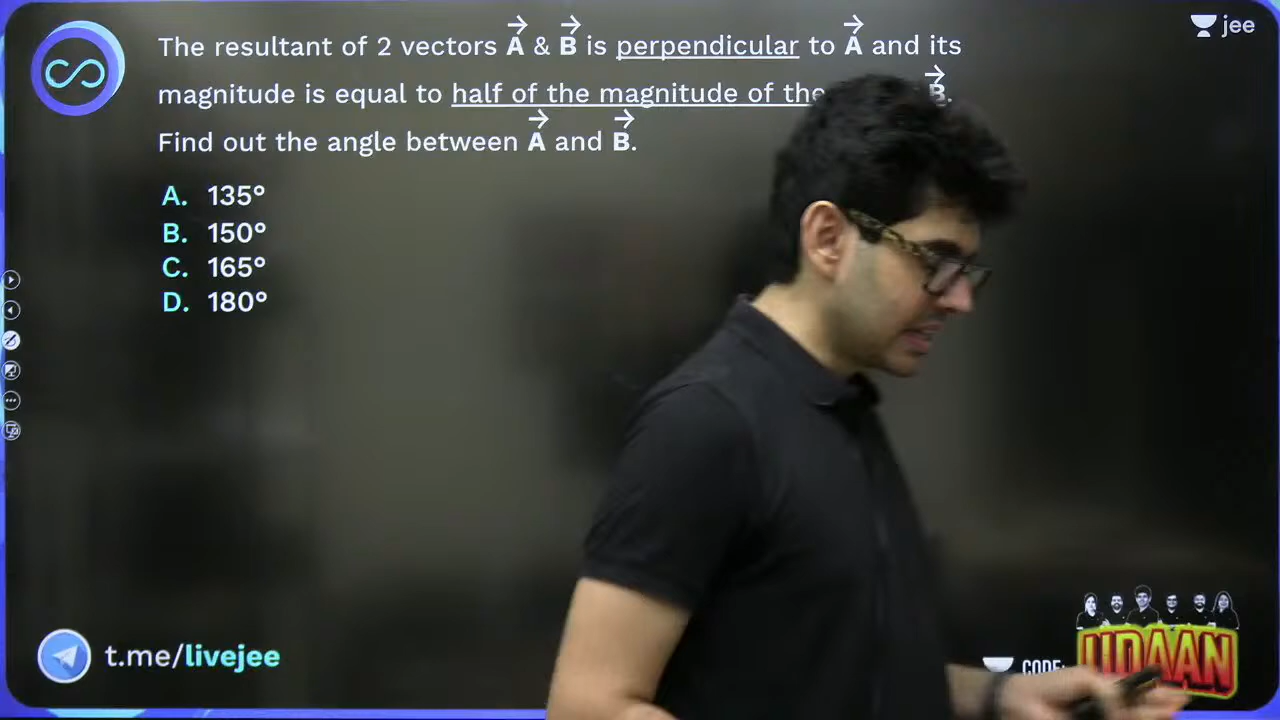 The resultant of 2 vectors A & B is perpendicular to A and its
magnitude is equal to half of the magnitude of the B.
Find out the angle between A and B.
A. 135°
B. 150°
C. 165°
D. 180°
jee
t.me/livejee
CODE:
UDAAN